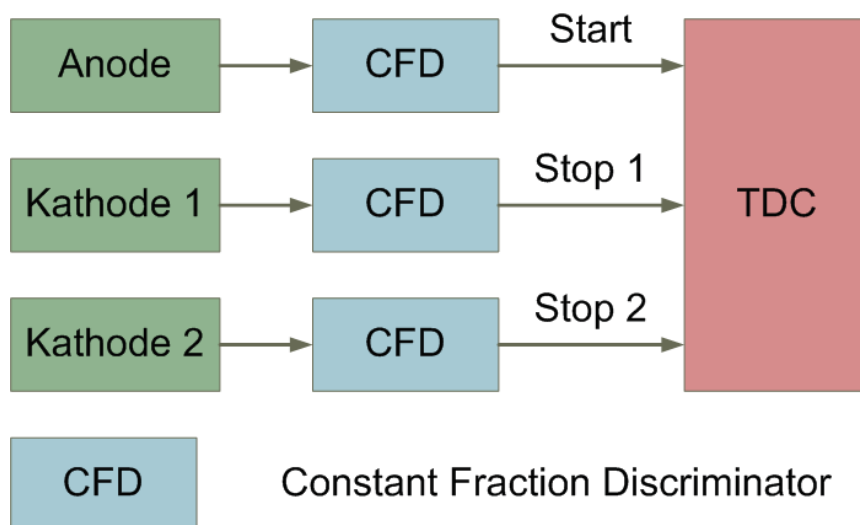 Anode
CFD
Start
Kathode 1
CFD
Stop 1
TDC
Kathode 2
CFD
Stop 2
CFD
Constant Fraction Discriminator